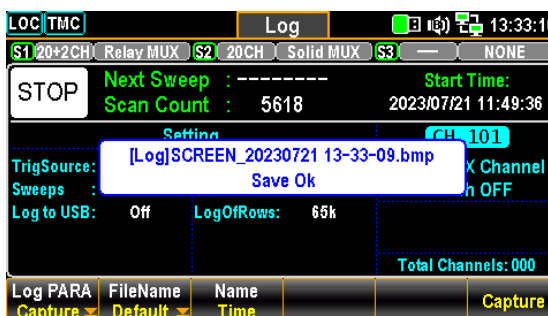 LOC TMC Log 13:33:1
S1 20+2CH Relay MUX S2 20CH Solid MUX S3 — NONE
STOP
Next Sweep : --------
Scan Count : 5618
Start Time:
2023/07/21 11:49:36
Setting
CH 101
[Log]SCREEN_20230721 13-33-09.bmp
Save Ok
TrigSource:
Channel
Sweeps :
OFF
Log to USB: Off LogOfRows: 65k
Total Channels: 000
Log PARA FileName Name
Capture Default Time Capture